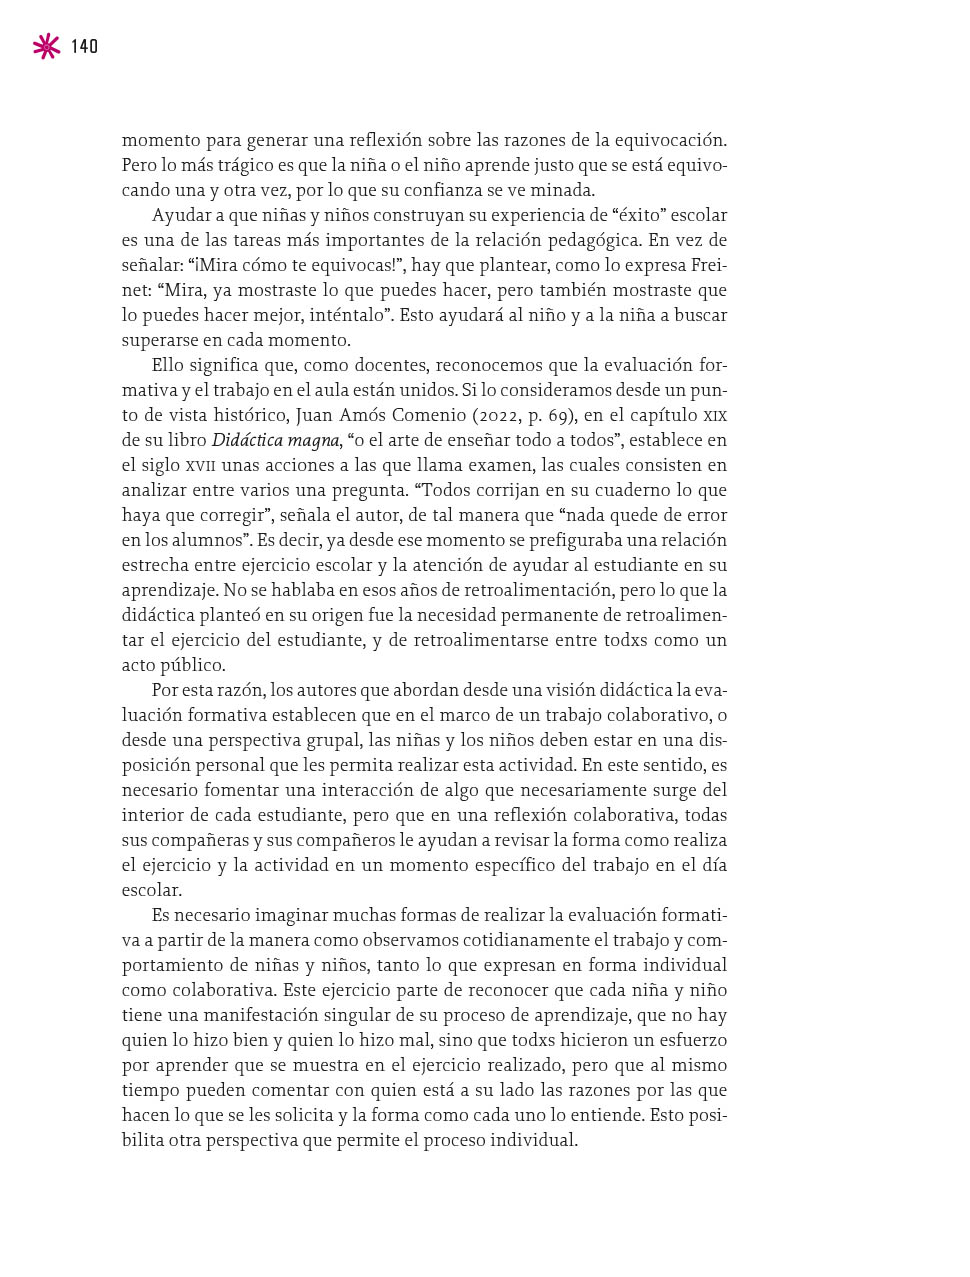 140
momento para generar una reflexión sobre las razones de la equivocación.
Pero lo más trágico es que la niña o el niño aprende justo que se está equivo-
cando una y otra vez, por lo que su confianza se ve minada.
Ayudar a que niñas y niños construyan su experiencia de “éxito” escolar
es una de las tareas más importantes de la relación pedagógica. En vez de
señalar: “¡Mira cómo te equivocas!”, hay que plantear, como lo expresa Frei-
net: “Mira, ya mostraste lo que puedes hacer, pero también mostraste que
lo puedes hacer mejor, inténtalo”. Esto ayudará al niño y a la niña a buscar
superarse en cada momento.
Ello significa que, como docentes, reconocemos que la evaluación for-
mativa y el trabajo en el aula están unidos. Si lo consideramos desde un pun-
to de vista histórico, Juan Amós Comenio (2022, p. 69), en el capítulo XIX
de su libro Didáctica magna, “o el arte de enseñar todo a todos”, establece en
el siglo XVII unas acciones a las que llama examen, las cuales consisten en
analizar entre varios una pregunta. “Todos corrijan en su cuaderno lo que
haya que corregir”, señala el autor, de tal manera que “nada quede de error
en los alumnos”. Es decir, ya desde ese momento se prefiguraba una relación
estrecha entre ejercicio escolar y la atención de ayudar al estudiante en su
aprendizaje. No se hablaba en esos años de retroalimentación, pero lo que la
didáctica planteó en su origen fue la necesidad permanente de retroalimen-
tar el ejercicio del estudiante, y de retroalimentarse entre todxs como un
acto público.
Por esta razón, los autores que abordan desde una visión didáctica la eva-
luación formativa establecen que en el marco de un trabajo colaborativo, o
desde una perspectiva grupal, las niñas y los niños deben estar en una dis-
posición personal que les permita realizar esta actividad. En este sentido, es
necesario fomentar una interacción de algo que necesariamente surge del
interior de cada estudiante, pero que en una reflexión colaborativa, todas
sus compañeras y sus compañeros le ayudan a revisar la forma como realiza
el ejercicio y la actividad en un momento específico del trabajo en el día
escolar.
Es necesario imaginar muchas formas de realizar la evaluación formati-
va a partir de la manera como observamos cotidianamente el trabajo y com-
portamiento de niñas y niños, tanto lo que expresan en forma individual
como colaborativa. Este ejercicio parte de reconocer que cada niña y niño
tiene una manifestación singular de su proceso de aprendizaje, que no hay
quien lo hizo bien y quien lo hizo mal, sino que todxs hicieron un esfuerzo
por aprender que se muestra en el ejercicio realizado, pero que al mismo
tiempo pueden comentar con quien está a su lado las razones por las que
hacen lo que se les solicita y la forma como cada uno lo entiende. Esto posi-
bilita otra perspectiva que permite el proceso individual.